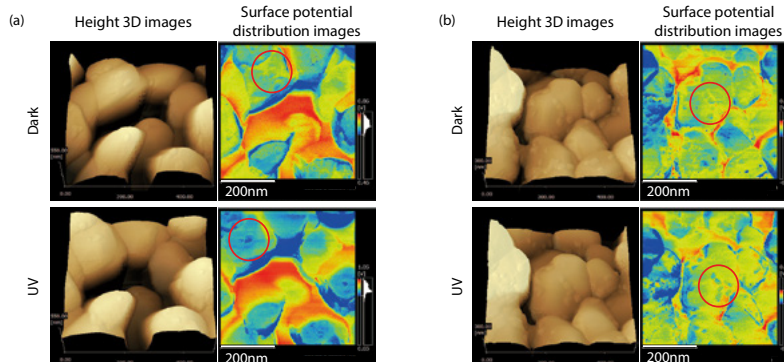 (a)
Height 3D images
Surface potential
distribution images
Dark
UV
200nm
200nm
(b)
Height 3D images
Surface potential
distribution images
Dark
UV
200nm
200nm